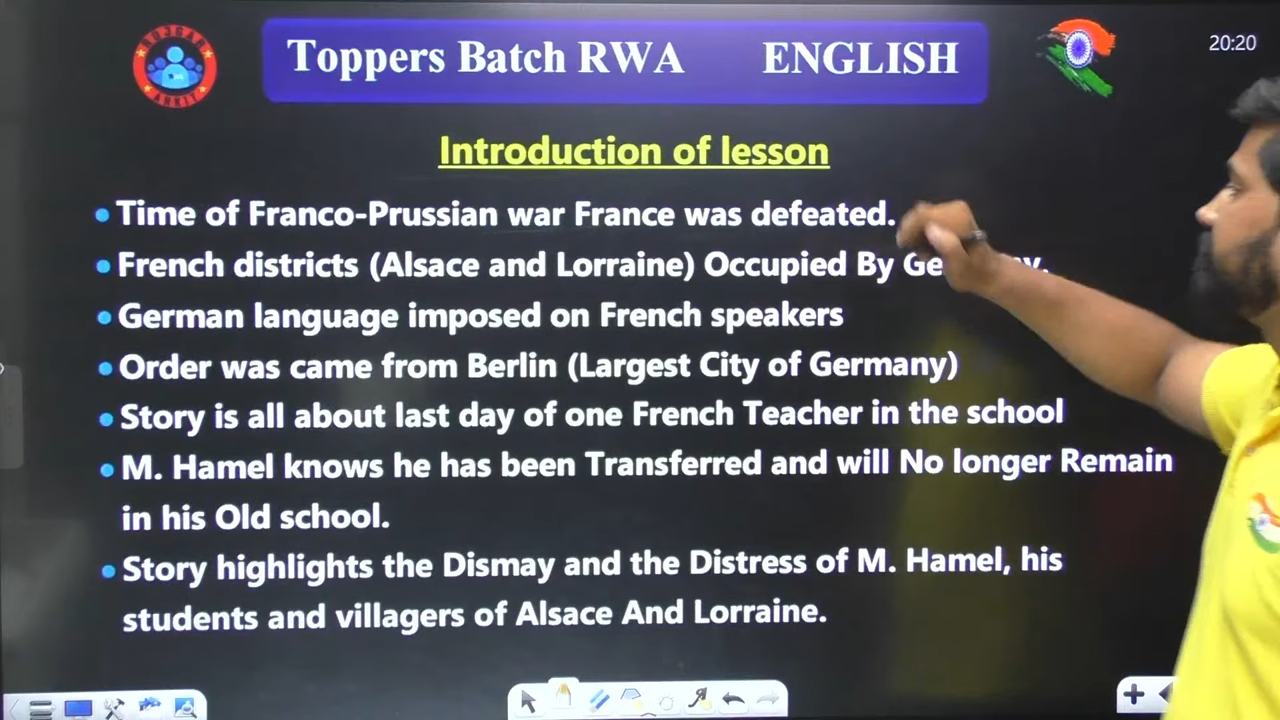 Toppers Batch RWA ENGLISH
20:20
ROJGAR
ANKIT
Introduction of lesson
Time of Franco-Prussian war France was defeated.
French districts (Alsace and Lorraine) Occupied By
German language imposed on French speakers
Order was came from Berlin (Largest City of Germany)
Story is all about last day of one French Teacher in the school
M. Hamel knows he has been Transferred and will No longer Remain
in his Old school.
Story highlights the Dismay and the Distress of M. Hamel, his
students and villagers of Alsace And Lorraine.